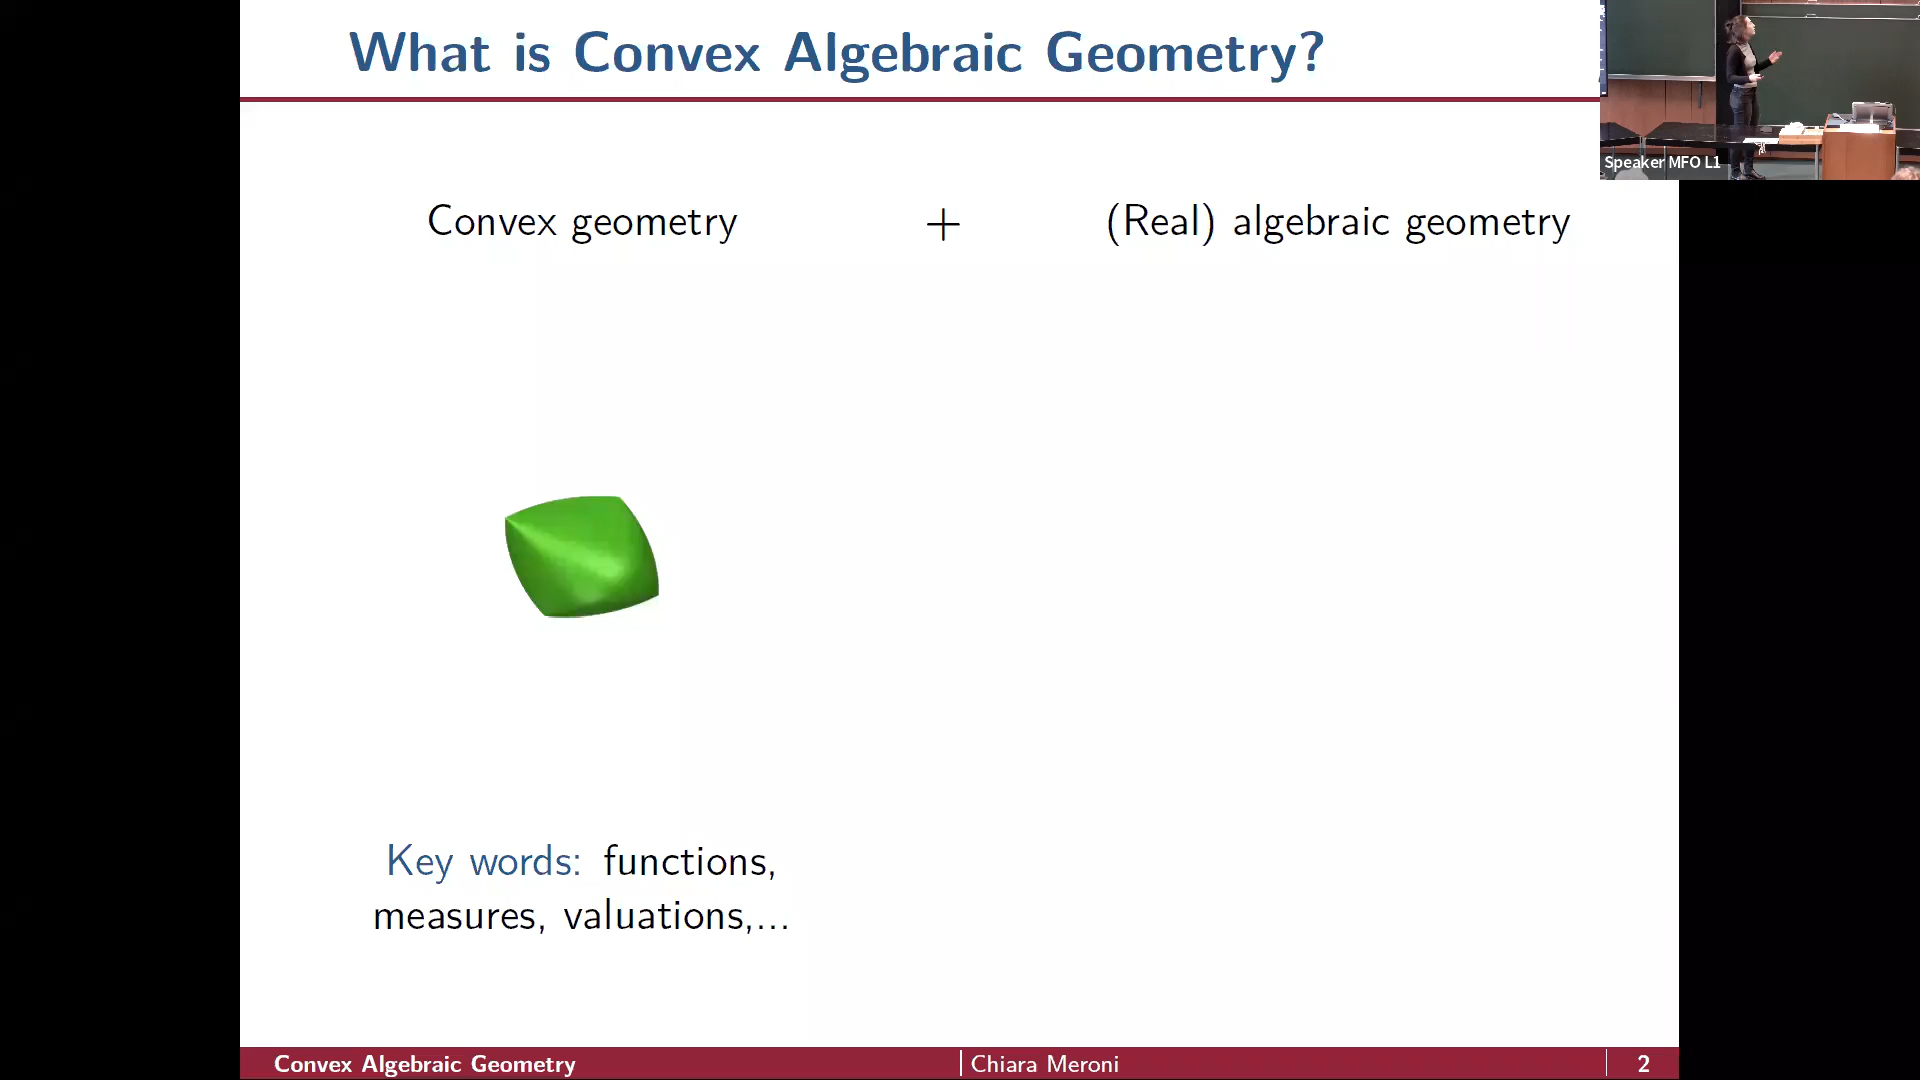 What is Convex Algebraic Geometry?
Speaker MFO L1
Convex geometry + (Real) algebraic geometry
Key words: functions,
measures, valuations,...
Convex Algebraic Geometry Chiara Meroni 2